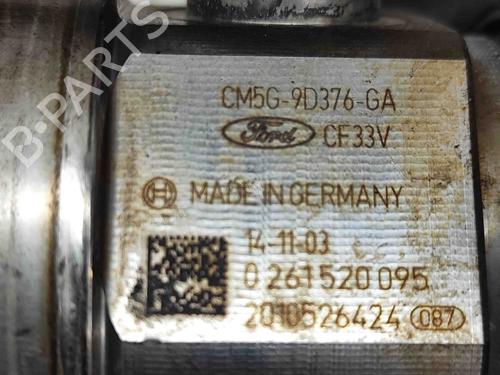 B-PARTS
CM5G-9D376-GA
Ford CF33V
MADE IN GERMANY
14-11-03
0 261 520 095
2010526424 087